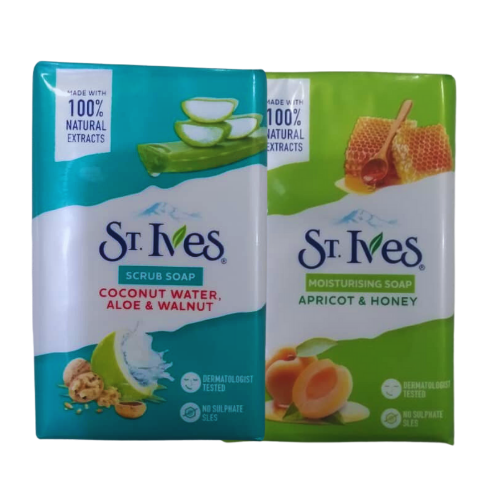 MADE WITH
100%
NATURAL
EXTRACTS
ST. IVES®
SCRUB SOAP
COCONUT WATER,
ALOE & WALNUT
DERMATOLOGIST
TESTED
NO SULPHATE
SLES
MADE WITH
100%
NATURAL
EXTRACTS
ST. IVES®
MOISTURISING SOAP
APRICOT & HONEY
DERMATOLOGIST
TESTED
NO SULPHATE
SLES